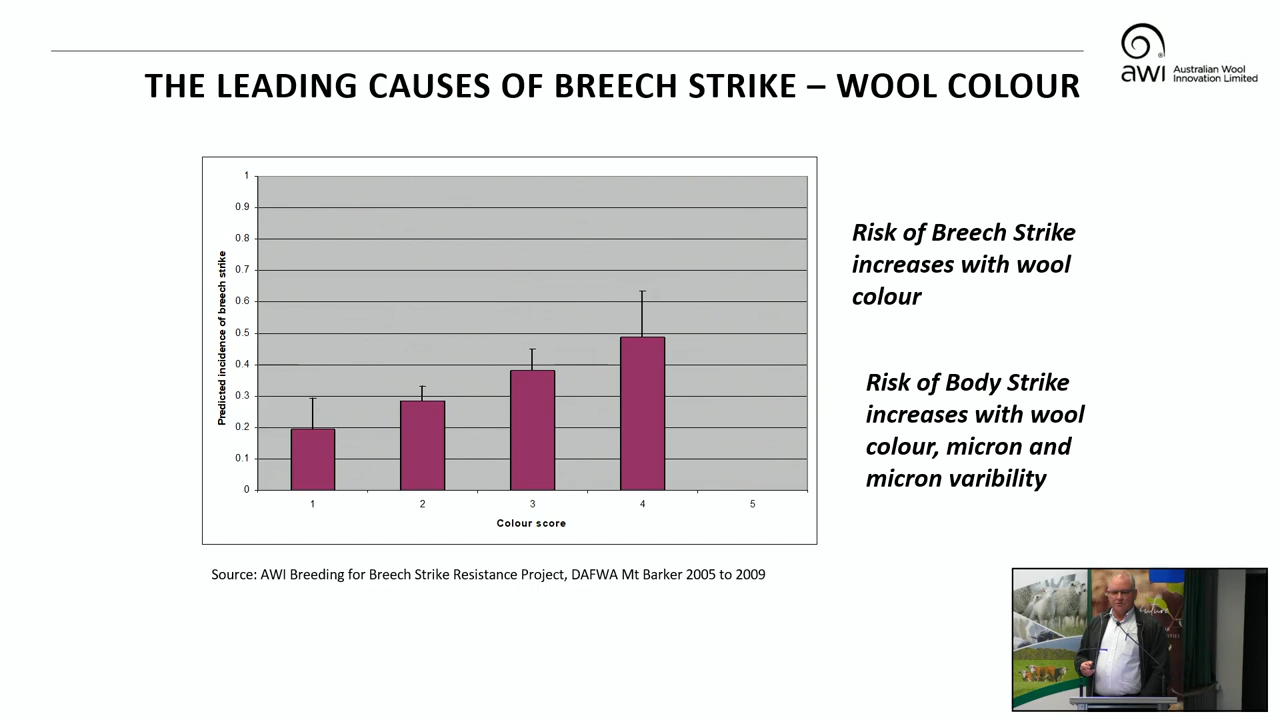 THE LEADING CAUSES OF BREECH STRIKE – WOOL COLOUR
awi
Australian Wool
Innovation Limited
®
Predicted incidence of breech strike
1
0.9
0.8
0.7
0.6
0.5
0.4
0.3
0.2
0.1
0
1 2 3 4 5
Colour score
Risk of Breech Strike
increases with wool
colour
Risk of Body Strike
increases with wool
colour, micron and
micron varibility
Source: AWI Breeding for Breech Strike Resistance Project, DAFWA Mt Barker 2005 to 2009